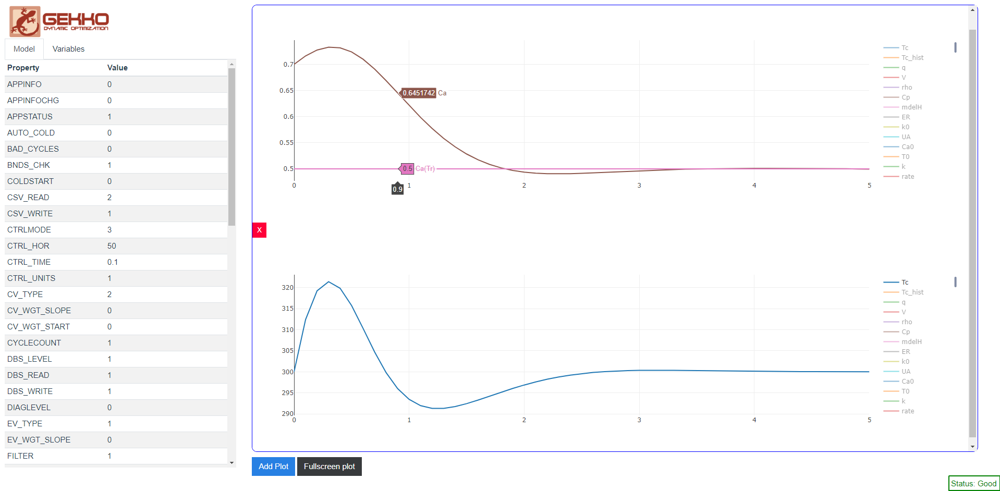 GEKKO
DYNAMIC OPTIMIZATION
Model Variables
Property Value
APPINFO 0
APPINFOCHG 0
APPSTATUS 1
AUTO_COLD 0
BAD_CYCLES 0
BNDS_CHK 1
COLDSTART 0
CSV_READ 2
CSV_WRITE 1
CTRLMODE 3
CTRL_HOR 50
CTRL_TIME 0.1
CTRL_UNITS 1
CV_TYPE 2
CV_WGT_SLOPE 0
CV_WGT_START 0
CYCLECOUNT 1
DBS_LEVEL 1
DBS_READ 1
DBS_WRITE 1
DIAGLEVEL 0
EV_TYPE 1
EV_WGT_SLOPE 0
FILTER 1
0.7
0.65
0.6
0.55
0.5
0.6451742 Ca
0.5 Ca(Tr)
0 1 2 3 4 5
0.9
Tc
Tc_hist
q
V
rho
Cp
mdelH
ER
k0
UA
Ca0
T0
k
rate
X
320
315
310
305
300
295
290
0 1 2 3 4 5
Tc
Tc_hist
q
V
rho
Cp
mdelH
ER
k0
UA
Ca0
T0
k
rate
Add Plot Fullscreen plot
Status: Good